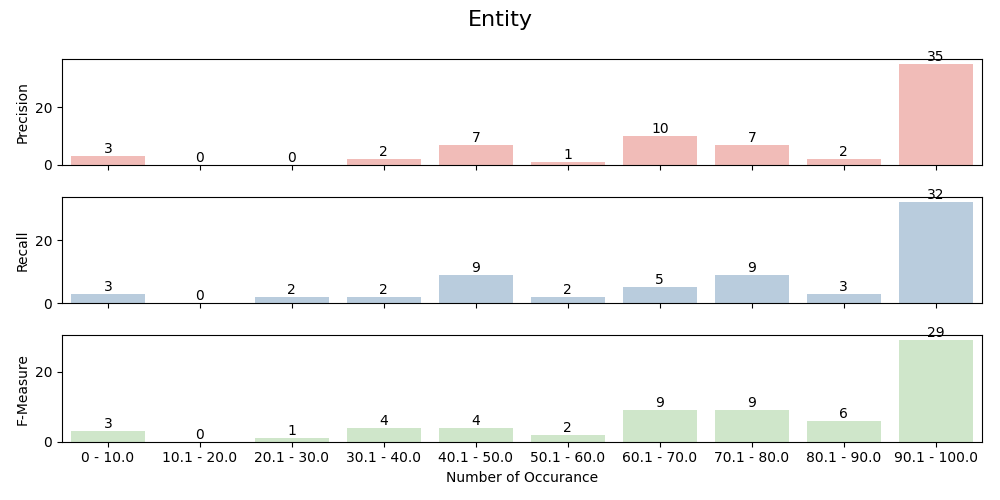 Entity
Precision
20
0
3 0 0 2 7 1 10 7 2 35
Recall
20
0
3 0 2 2 9 2 5 9 3 32
F-Measure
20
0
3 0 1 4 4 2 9 9 6 29
0 - 10.0 10.1 - 20.0 20.1 - 30.0 30.1 - 40.0 40.1 - 50.0 50.1 - 60.0 60.1 - 70.0 70.1 - 80.0 80.1 - 90.0 90.1 - 100.0
Number of Occurance